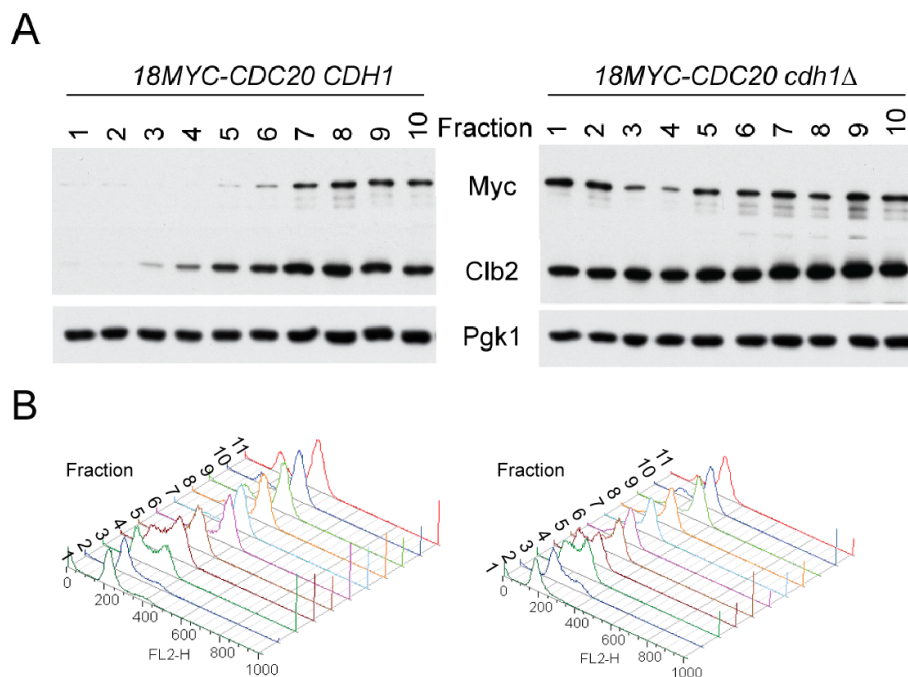 A
18MYC-CDC20 CDH1
18MYC-CDC20 cdh1Δ
1 2 3 4 5 6 7 8 9 10
Fraction
1 2 3 4 5 6 7 8 9 10
Myc
Clb2
Pgk1
B
Fraction
1 2 3 4 5 6 7 8 9 10 11
0 200 400 600 800 1000
FL2-H
Fraction
1 2 3 4 5 6 7 8 9 10 11
0 200 400 600 800 1000
FL2-H